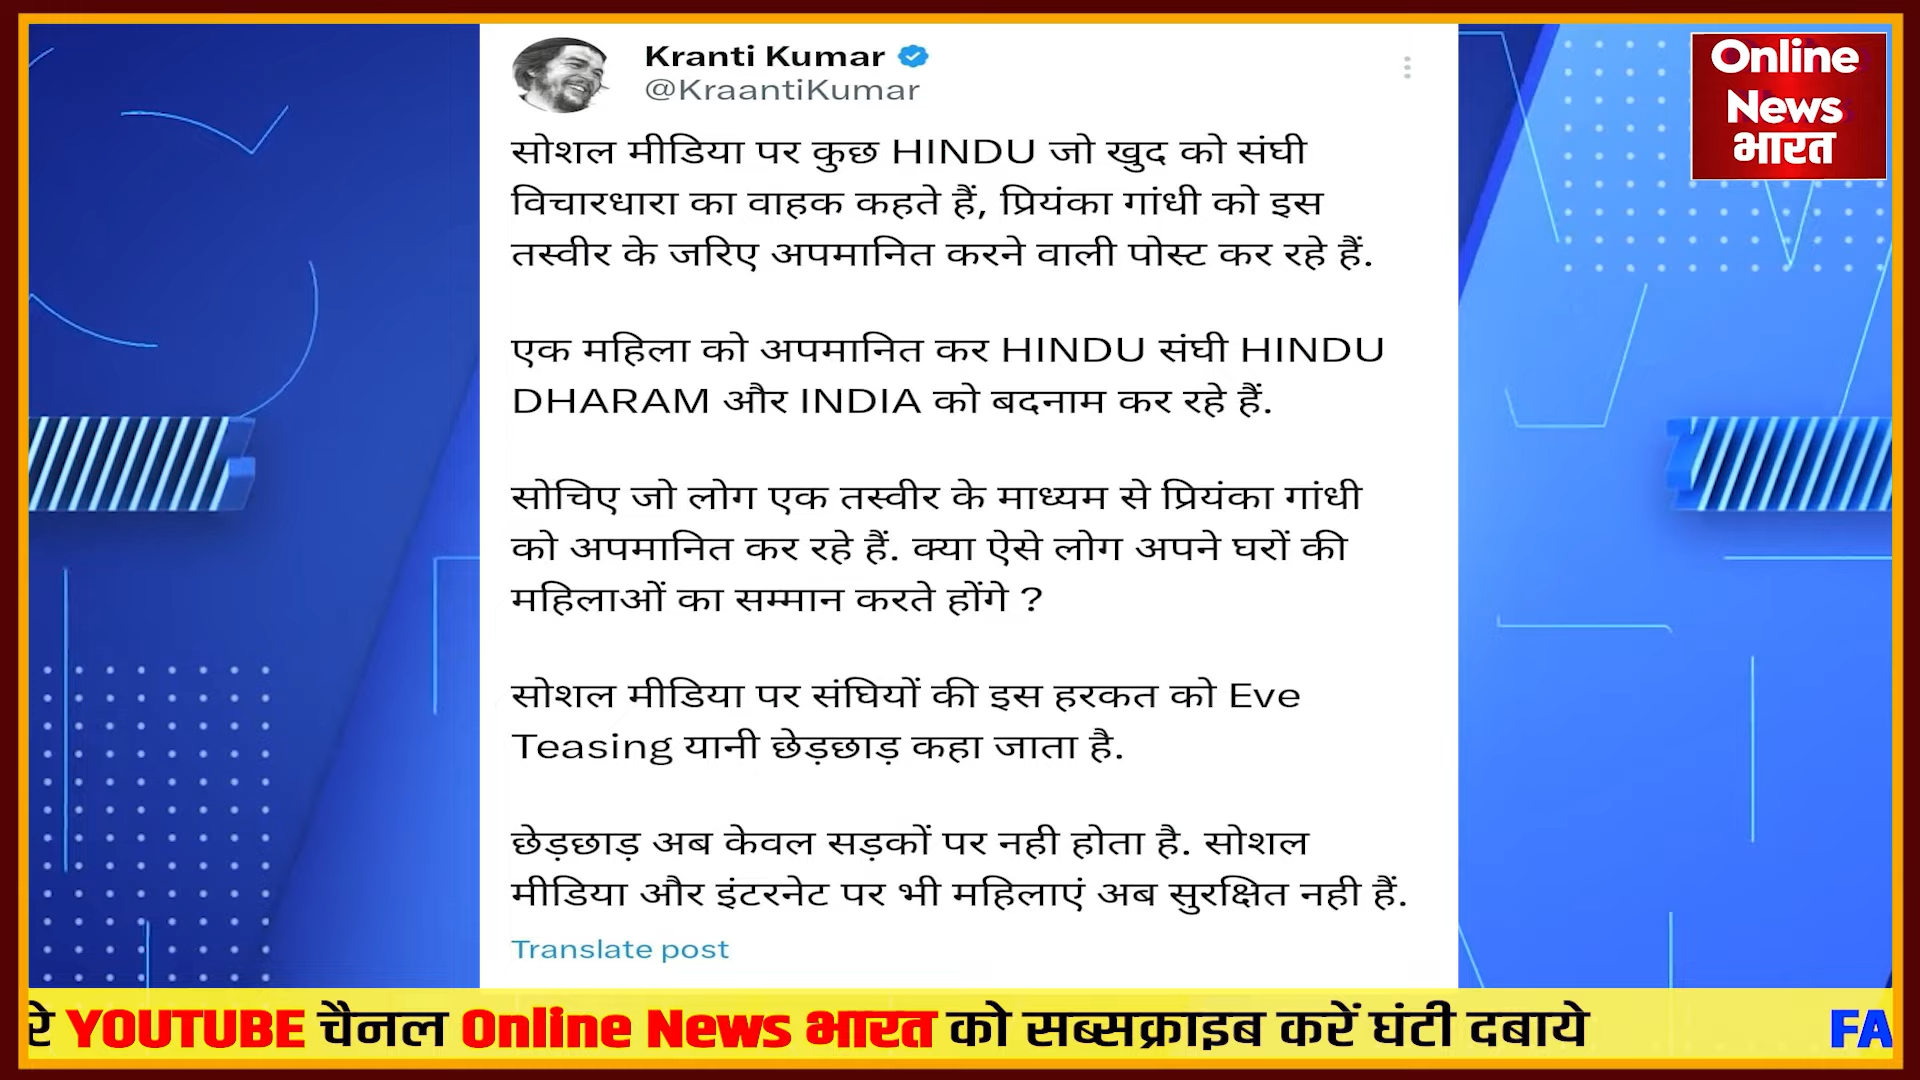 Kranti Kumar
@KraantiKumar
Online
News
भारत
सोशल मीडिया पर कुछ HINDU जो खुद को संघी
विचारधारा का वाहक कहते हैं, प्रियंका गांधी को इस
तस्वीर के जरिए अपमानित करने वाली पोस्ट कर रहे हैं.
एक महिला को अपमानित कर HINDU संघी HINDU
DHARAM और INDIA को बदनाम कर रहे हैं.
सोचिए जो लोग एक तस्वीर के माध्यम से प्रियंका गांधी
को अपमानित कर रहे हैं. क्या ऐसे लोग अपने घरों की
महिलाओं का सम्मान करते होंगे ?
सोशल मीडिया पर संघियों की इस हरकत को Eve
Teasing यानी छेड़छाड़ कहा जाता है.
छेड़छाड़ अब केवल सड़कों पर नही होता है. सोशल
मीडिया और इंटरनेट पर भी महिलाएं अब सुरक्षित नही हैं.
Translate post
रे YOUTUBE चैनल Online News भारत को सब्सक्राइब करें घंटी दबाये FA